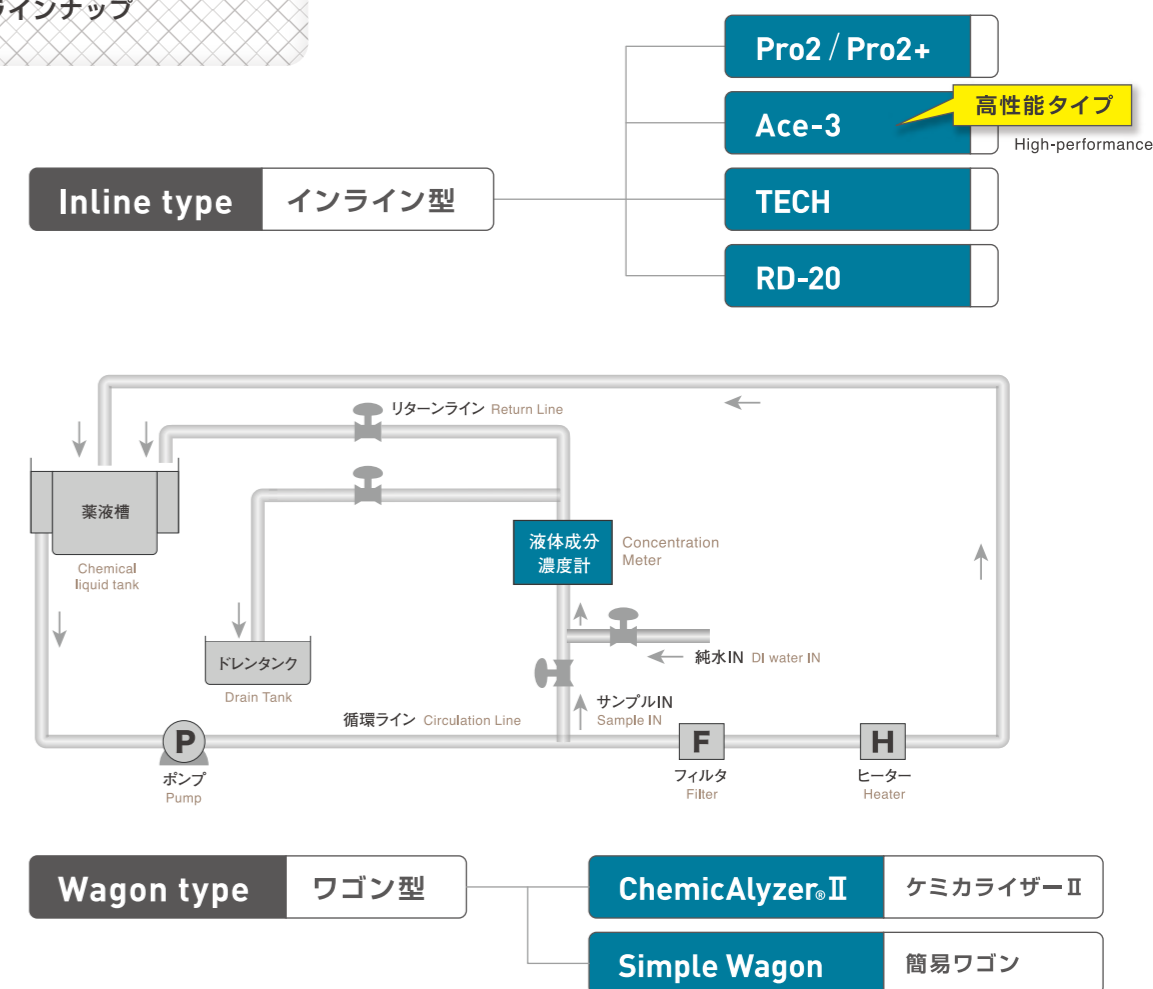 ラインナップ
Pro2 / Pro2+
高性能タイプ
Ace-3
High-performance
Inline type インライン型
TECH
RD-20
リターンライン Return Line
薬液槽
Chemical
liquid tank
液体成分
濃度計
Concentration
Meter
純水IN DI water IN
ドレンタンク
Drain Tank
サンプルIN
Sample IN
循環ライン Circulation Line
P
ポンプ
Pump
F
フィルタ
Filter
H
ヒーター
Heater
Wagon type ワゴン型
ChemicAlyzer®Ⅱ ケミカライザーⅡ
Simple Wagon 簡易ワゴン